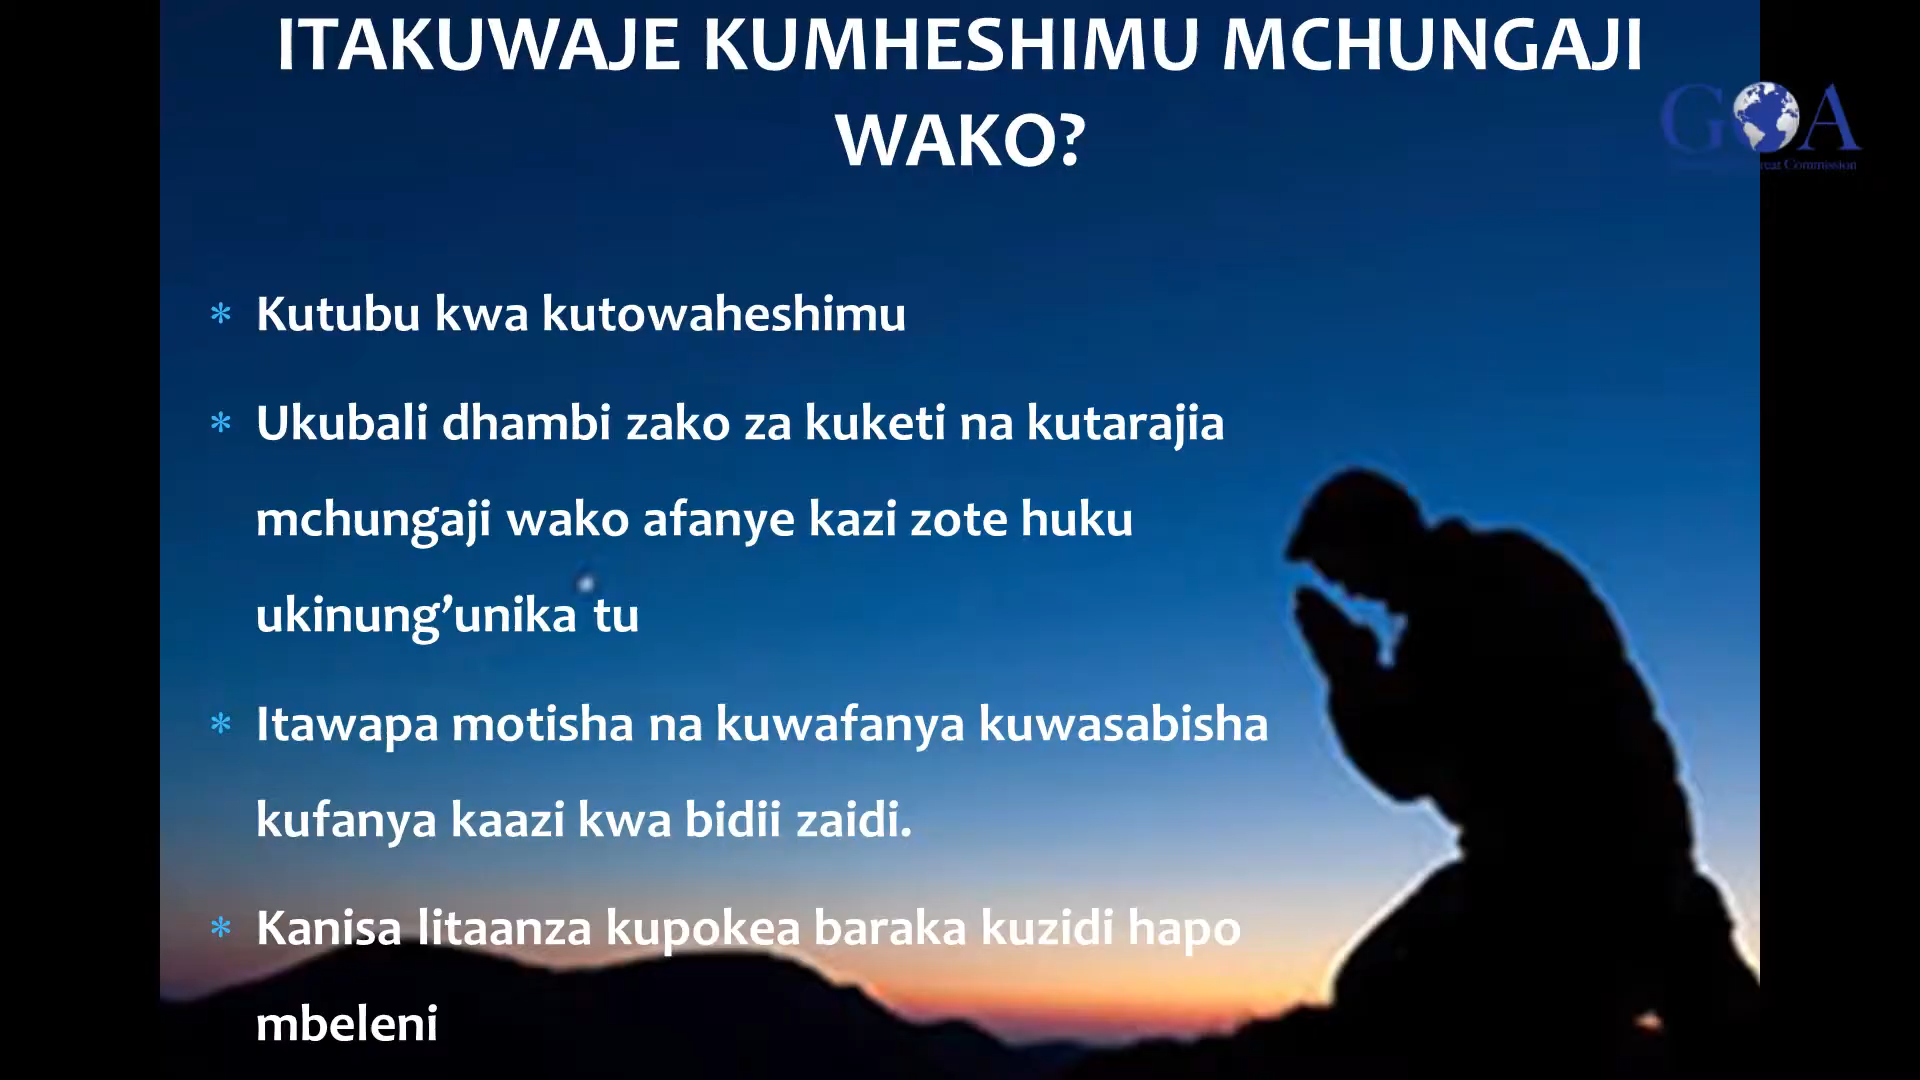 ITAKUWAJE KUMHESHIMU MCHUNGAJI
WAKO?
GOA
reat Commission
* Kutubu kwa kutowaheshimu
* Ukubali dhambi zako za kuketi na kutarajia
mchungaji wako afanye kazi zote huku
ukinung’unika tu
* Itawapa motisha na kuwafanya kuwasabisha
kufanya kaazi kwa bidii zaidi.
* Kanisa litaanza kupokea baraka kuzidi hapo
mbeleni